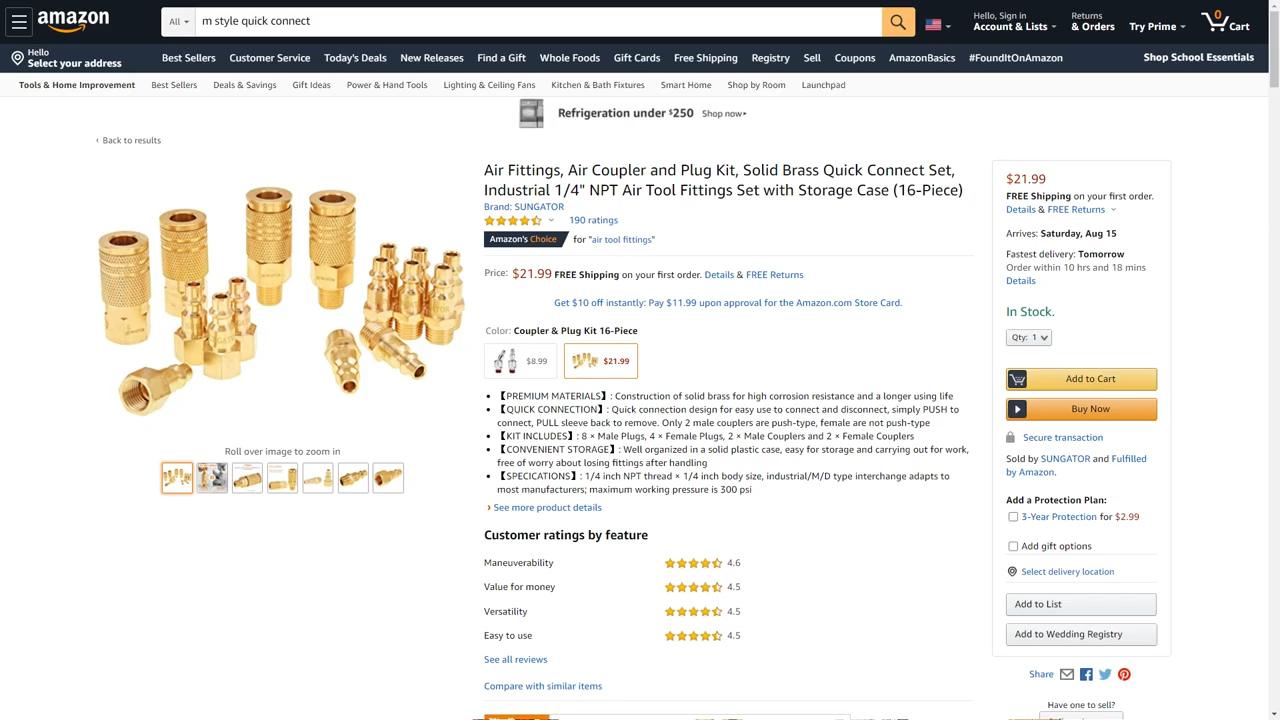 All
m style quick connect
amazon
Hello, Sign in
Account & Lists
Returns
& Orders
Try Prime
0
Cart
Hello
Select your address
Best Sellers
Customer Service
Today's Deals
New Releases
Find a Gift
Whole Foods
Gift Cards
Free Shipping
Registry
Sell
Coupons
AmazonBasics
#FoundItOnAmazon
Shop School Essentials
Tools & Home Improvement
Best Sellers
Deals & Savings
Gift Ideas
Power & Hand Tools
Lighting & Ceiling Fans
Kitchen & Bath Fixtures
Smart Home
Shop by Room
Launchpad
Refrigeration under $250 Shop now▸
‹ Back to results
Roll over image to zoom in
Air Fittings, Air Coupler and Plug Kit, Solid Brass Quick Connect Set,
Industrial 1/4" NPT Air Tool Fittings Set with Storage Case (16-Piece)
Brand: SUNGATOR
190 ratings
Amazon's Choice for "air tool fittings"
Price: $21.99 FREE Shipping on your first order. Details & FREE Returns
Get $10 off instantly: Pay $11.99 upon approval for the Amazon.com Store Card.
Color: Coupler & Plug Kit 16-Piece
$8.99
$21.99
• 【PREMIUM MATERIALS】: Construction of solid brass for high corrosion resistance and a longer using life
• 【QUICK CONNECTION】: Quick connection design for easy use to connect and disconnect, simply PUSH to
connect, PULL sleeve back to remove. Only 2 male couplers are push-type, female are not push-type
• 【KIT INCLUDES】: 8 × Male Plugs, 4 × Female Plugs, 2 × Male Couplers and 2 × Female Couplers
• 【CONVENIENT STORAGE】: Well organized in a solid plastic case, easy for storage and carrying out for work,
free of worry about losing fittings after handling
• 【SPECICATIONS】: 1/4 inch NPT thread × 1/4 inch body size, industrial/M/D type interchange adapts to
most manufacturers; maximum working pressure is 300 psi
› See more product details
Customer ratings by feature
Maneuverability 4.6
Value for money 4.5
Versatility 4.5
Easy to use 4.5
See all reviews
Compare with similar items
$21.99
FREE Shipping on your first order.
Details & FREE Returns
Arrives: Saturday, Aug 15
Fastest delivery: Tomorrow
Order within 10 hrs and 18 mins
Details
In Stock.
Qty: 1
Add to Cart
Buy Now
Secure transaction
Sold by SUNGATOR and Fulfilled
by Amazon.
Add a Protection Plan:
3-Year Protection for $2.99
Add gift options
Select delivery location
Add to List
Add to Wedding Registry
Share
Have one to sell?